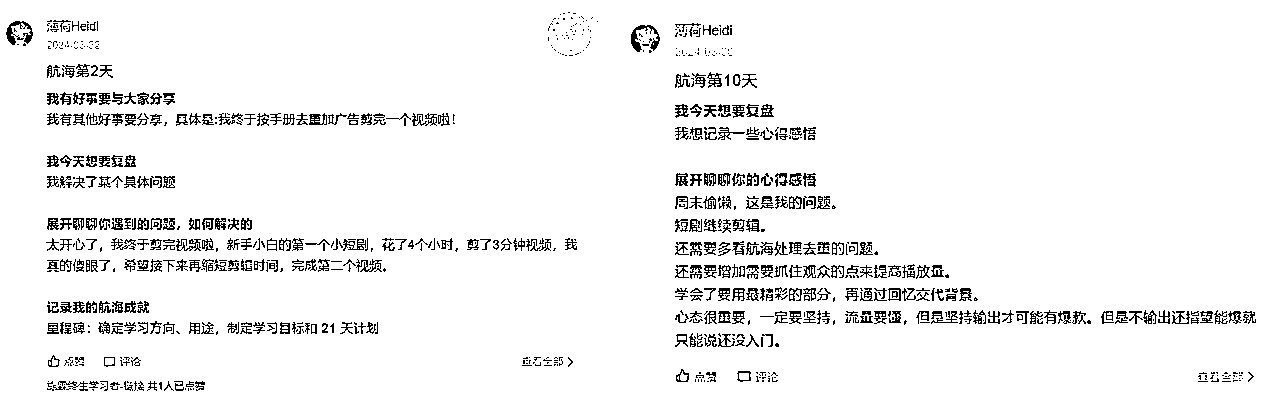 薄荷Heidi
航海第2天
我有好事要与大家分享
我有其他好事要分享，具体是:我终于按手册去重加广告剪完一个视频啦！
我今天想要复盘
我解决了某个具体问题
展开聊聊你遇到的问题，如何解决的
太开心了，我终于剪完视频啦，新手小白的第一个小短剧，花了4个小时，剪了3分钟视频，我
真的傻眼了，希望接下来再缩短剪辑时间，完成第二个视频。
记录我的航海成就
里程碑：确定学习方向、用途，制定学习目标和 21 天计划
点赞
评论
查看全部
共1人已点赞
薄荷Heidi
航海第10天
我今天想要复盘
我想记录一些心得感悟
展开聊聊你的心得感悟
周末偷懒，这是我的问题。
短剧继续剪辑。
还需要多看航海处理去重的问题。
还需要增加需要抓住观众的点来提高播放量。
学会了要用最精彩的部分，再通过回忆交代背景。
心态很重要，一定要坚持，流量要懂，但是坚持输出才可能有爆款。但是不输出还指望能爆就
只能说还没入门。
点赞
评论
查看全部